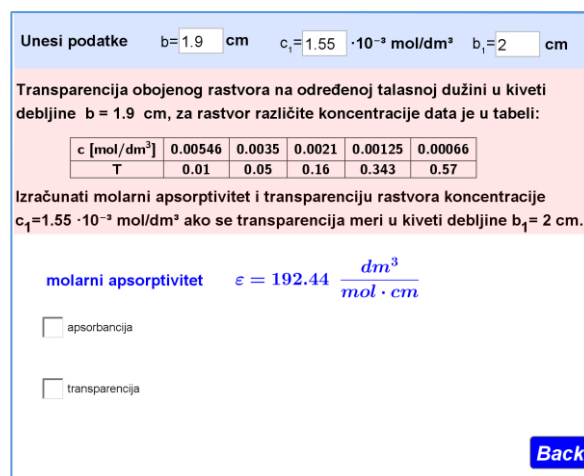 Unesi podatke b= 1.9 cm c₁= 1.55 ·10⁻³ mol/dm³ b₁= 2 cm
Transparencija obojenog rastvora na određenoj talasnoj dužini u kiveti
debljine b = 1.9 cm, za rastvor različite koncentracije data je u tabeli:
c [mol/dm³] 0.00546 0.0035 0.0021 0.00125 0.00066
T 0.01 0.05 0.16 0.343 0.57
Izračunati molarni apsorptivitet i transparenciju rastvora koncentracije
c₁=1.55 ·10⁻³ mol/dm³ ako se transparencija meri u kiveti debljine b₁= 2 cm.
molarni apsorptivitet ε = 192.44 dm³ / mol · cm
apsorbancija
transparencija
Back